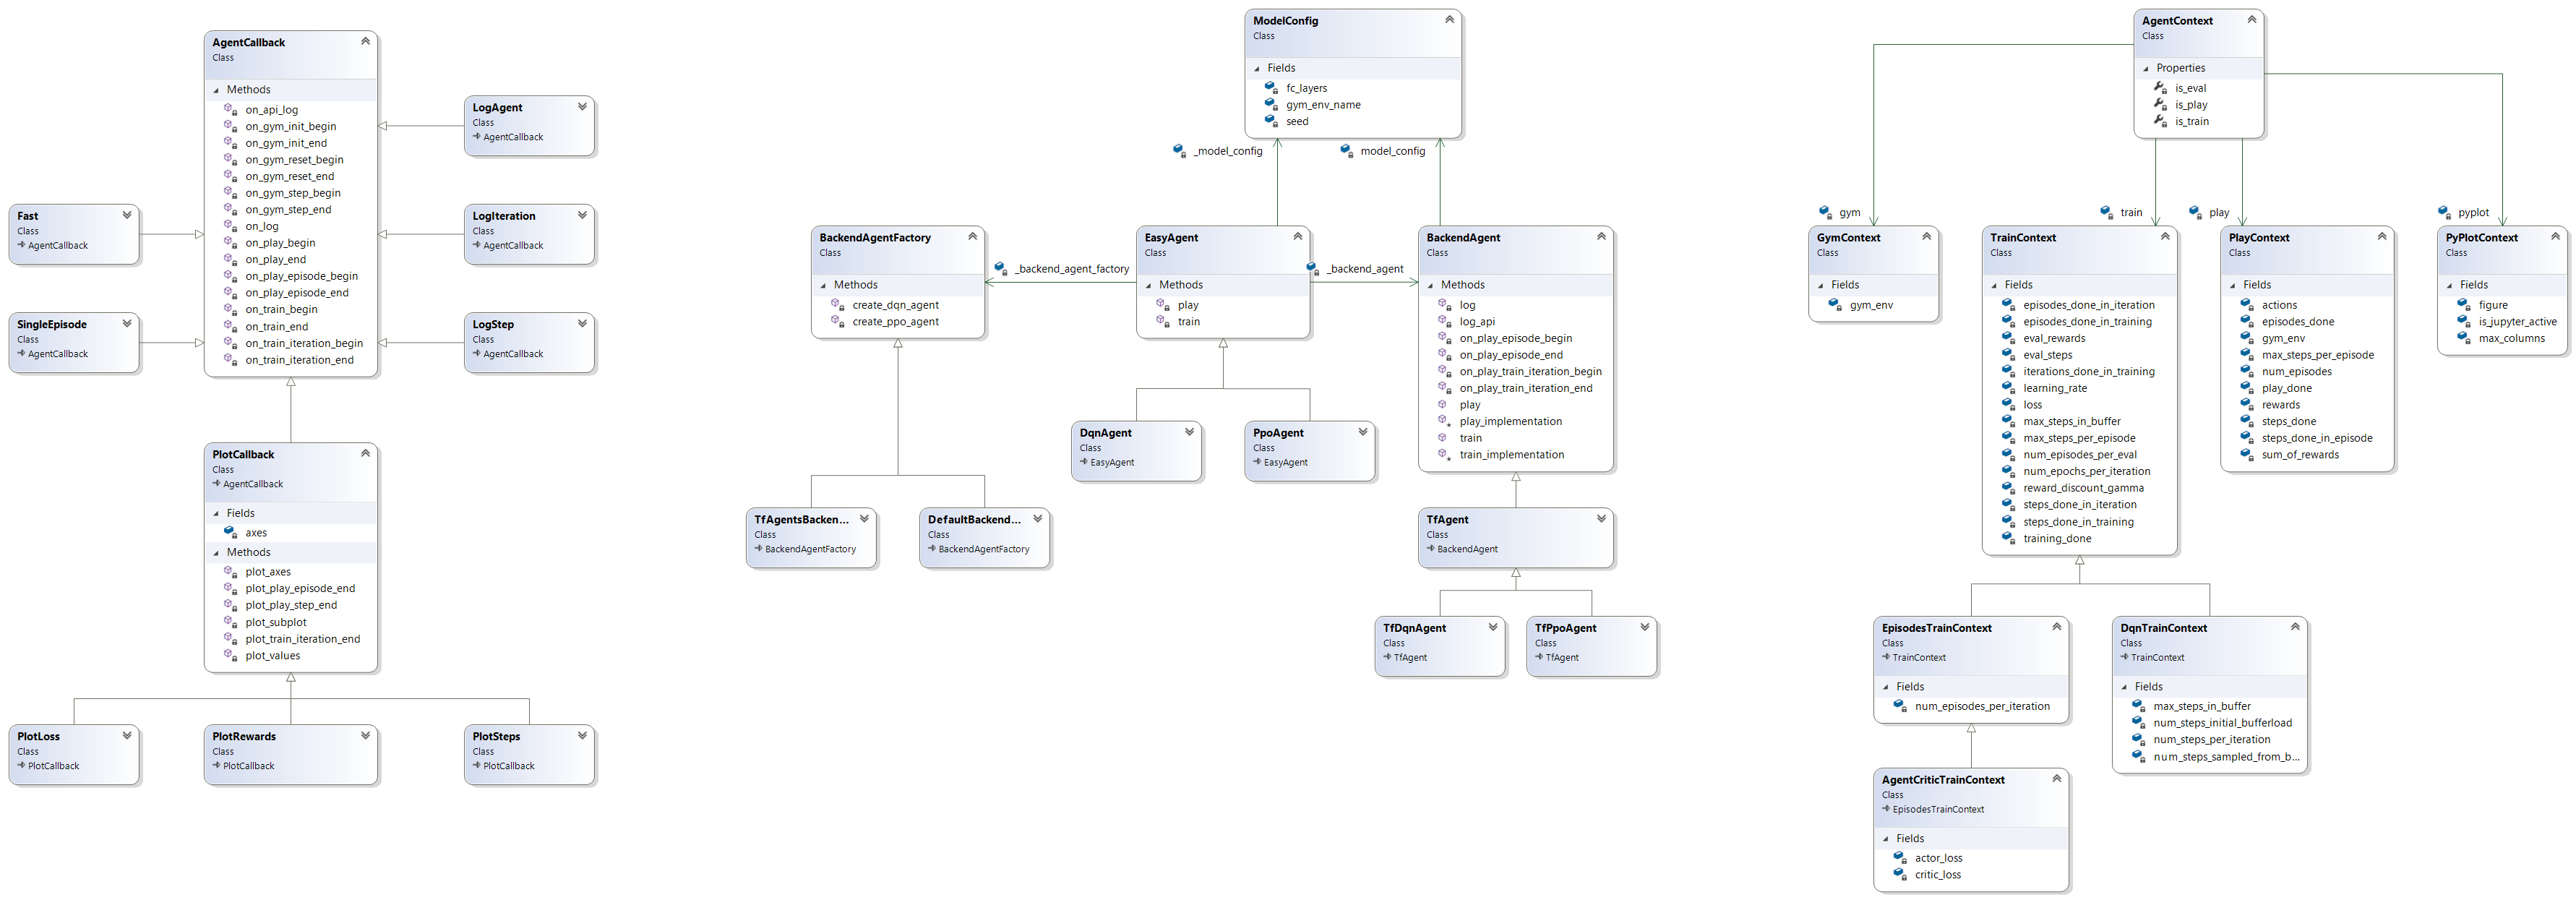 AgentCallback
Class
Methods
on_api_log
on_gym_init_begin
on_gym_init_end
on_gym_reset_begin
on_gym_reset_end
on_gym_step_begin
on_gym_step_end
on_log
on_play_begin
on_play_end
on_play_episode_begin
on_play_episode_end
on_train_begin
on_train_end
on_train_iteration_begin
on_train_iteration_end
LogAgent
Class
AgentCallback
Fast
Class
AgentCallback
LogIteration
Class
AgentCallback
SingleEpisode
Class
AgentCallback
LogStep
Class
AgentCallback
PlotCallback
Class
AgentCallback
Fields
axes
Methods
plot_axes
plot_play_episode_end
plot_play_step_end
plot_subplot
plot_train_iteration_end
plot_values
PlotLoss
Class
PlotCallback
PlotRewards
Class
PlotCallback
PlotSteps
Class
PlotCallback
ModelConfig
Class
Fields
fc_layers
gym_env_name
seed
_model_config
model_config
BackendAgentFactory
Class
Methods
create_dqn_agent
create_ppo_agent
_backend_agent_factory
EasyAgent
Class
Methods
play
train
_backend_agent
BackendAgent
Class
Methods
log
log_api
on_play_episode_begin
on_play_episode_end
on_play_train_iteration_begin
on_play_train_iteration_end
play
play_implementation
train
train_implementation
DqnAgent
Class
EasyAgent
PpoAgent
Class
EasyAgent
TfAgentsBacken...
Class
BackendAgentFactory
DefaultBackend...
Class
BackendAgentFactory
TfAgent
Class
BackendAgent
TfDqnAgent
Class
TfAgent
TfPpoAgent
Class
TfAgent
AgentContext
Class
Properties
is_eval
is_play
is_train
gym
train
play
pyplot
GymContext
Class
Fields
gym_env
TrainContext
Class
Fields
episodes_done_in_iteration
episodes_done_in_training
eval_rewards
eval_steps
iterations_done_in_training
learning_rate
loss
max_steps_in_buffer
max_steps_per_episode
num_episodes_per_eval
num_epochs_per_iteration
reward_discount_gamma
steps_done_in_iteration
steps_done_in_training
training_done
PlayContext
Class
Fields
actions
episodes_done
gym_env
max_steps_per_episode
num_episodes
play_done
rewards
steps_done
steps_done_in_episode
sum_of_rewards
PyPlotContext
Class
Fields
figure
is_jupyter_active
max_columns
EpisodesTrainContext
Class
TrainContext
Fields
num_episodes_per_iteration
DqnTrainContext
Class
TrainContext
Fields
max_steps_in_buffer
num_steps_initial_bufferload
num_steps_per_iteration
num_steps_sampled_from_b...
AgentCriticTrainContext
Class
EpisodesTrainContext
Fields
actor_loss
critic_loss